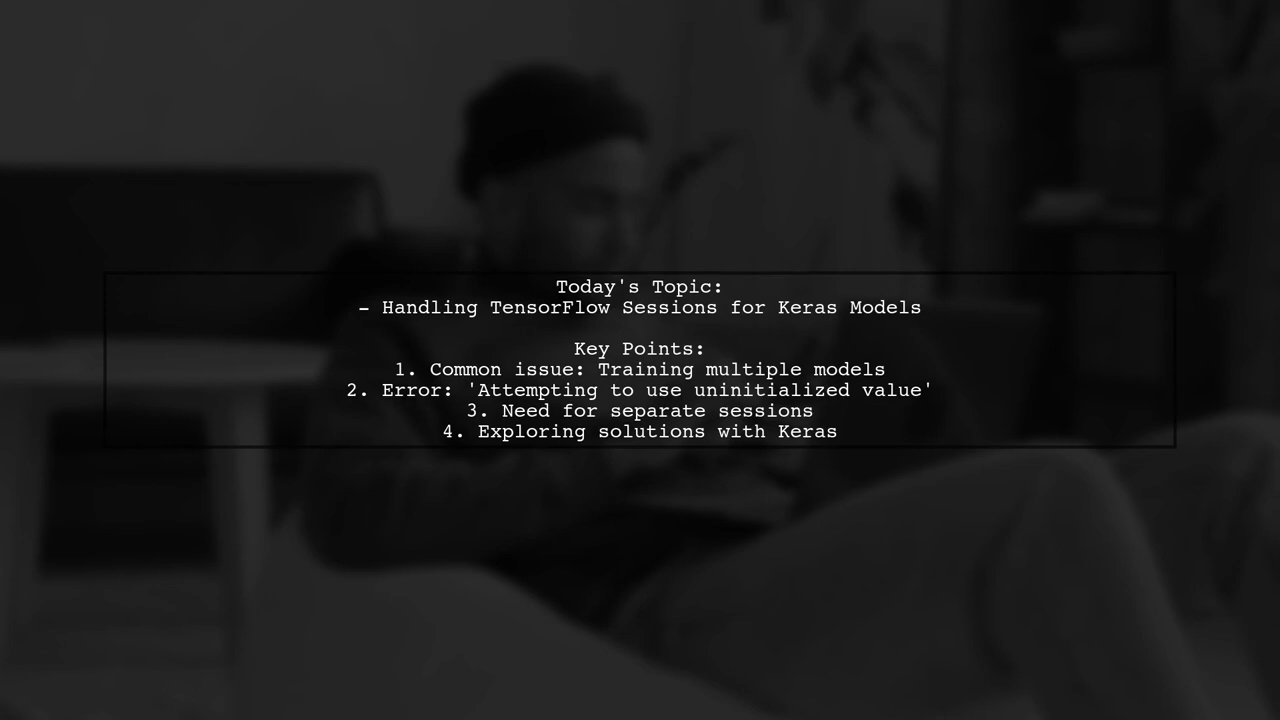 Today's Topic:
– Handling TensorFlow Sessions for Keras Models
Key Points:
1. Common issue: Training multiple models
2. Error: 'Attempting to use uninitialized value'
3. Need for separate sessions
4. Exploring solutions with Keras